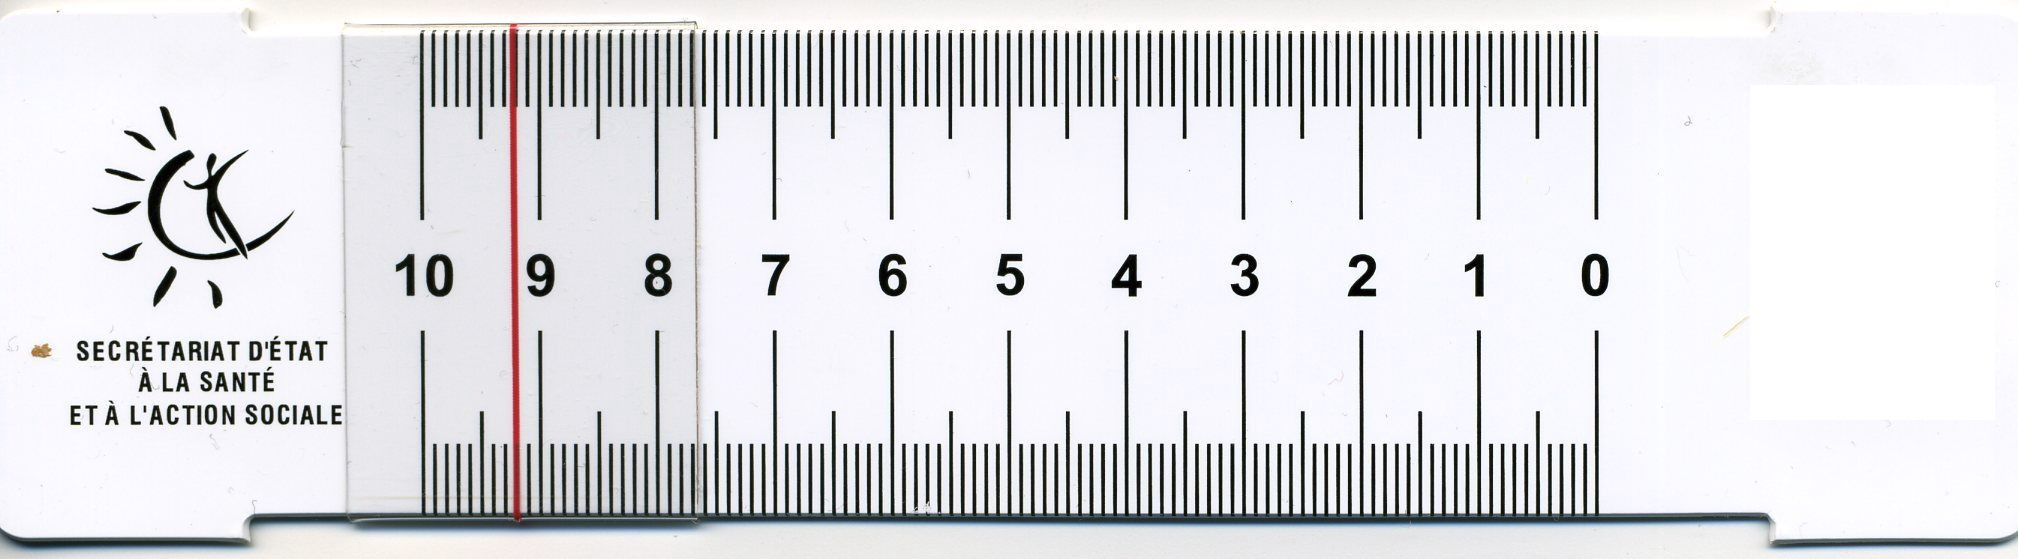 10 9 8 7 6 5 4 3 2 1 0
SECRÉTARIAT D'ÉTAT
À LA SANTÉ
ET À L'ACTION SOCIALE